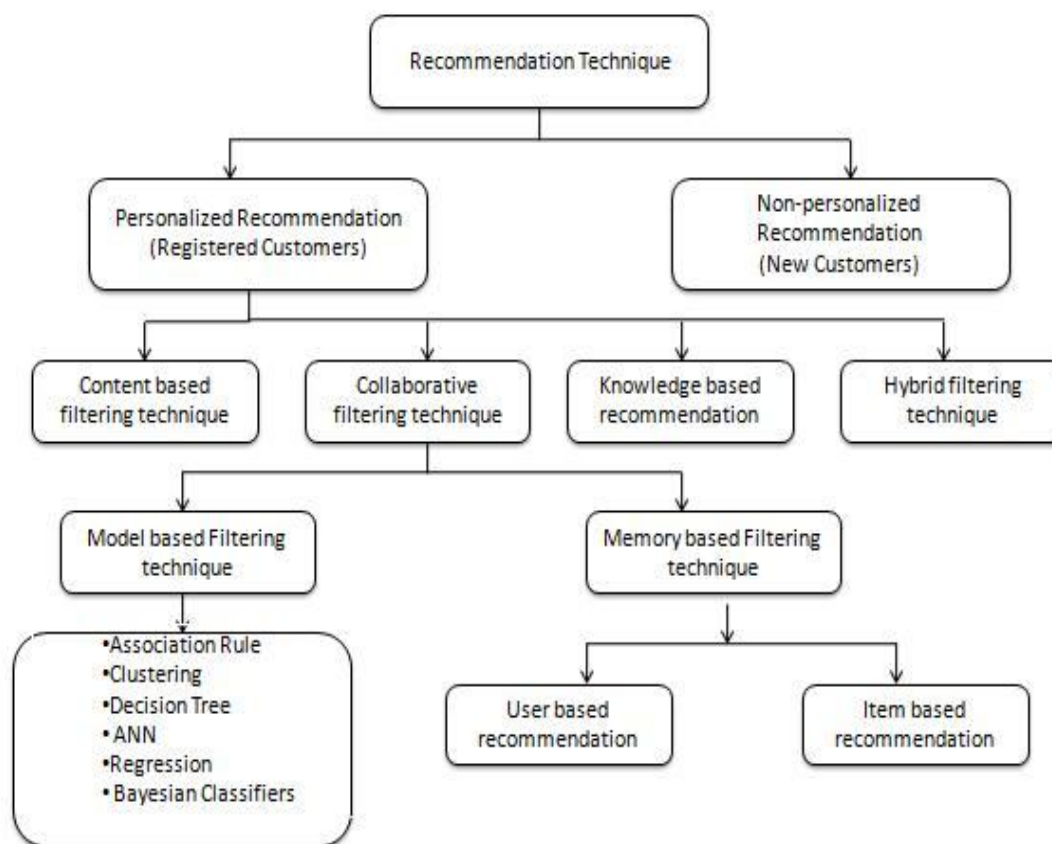 Recommendation Technique
Personalized Recommendation
(Registered Customers)
Non-personalized
Recommendation
(New Customers)
Content based
filtering technique
Collaborative
filtering technique
Knowledge based
recommendation
Hybrid filtering
technique
Model based Filtering
technique
Memory based Filtering
technique
•Association Rule
•Clustering
•Decision Tree
• ANN
•Regression
• Bayesian Classifiers
User based
recommendation
Item based
recommendation